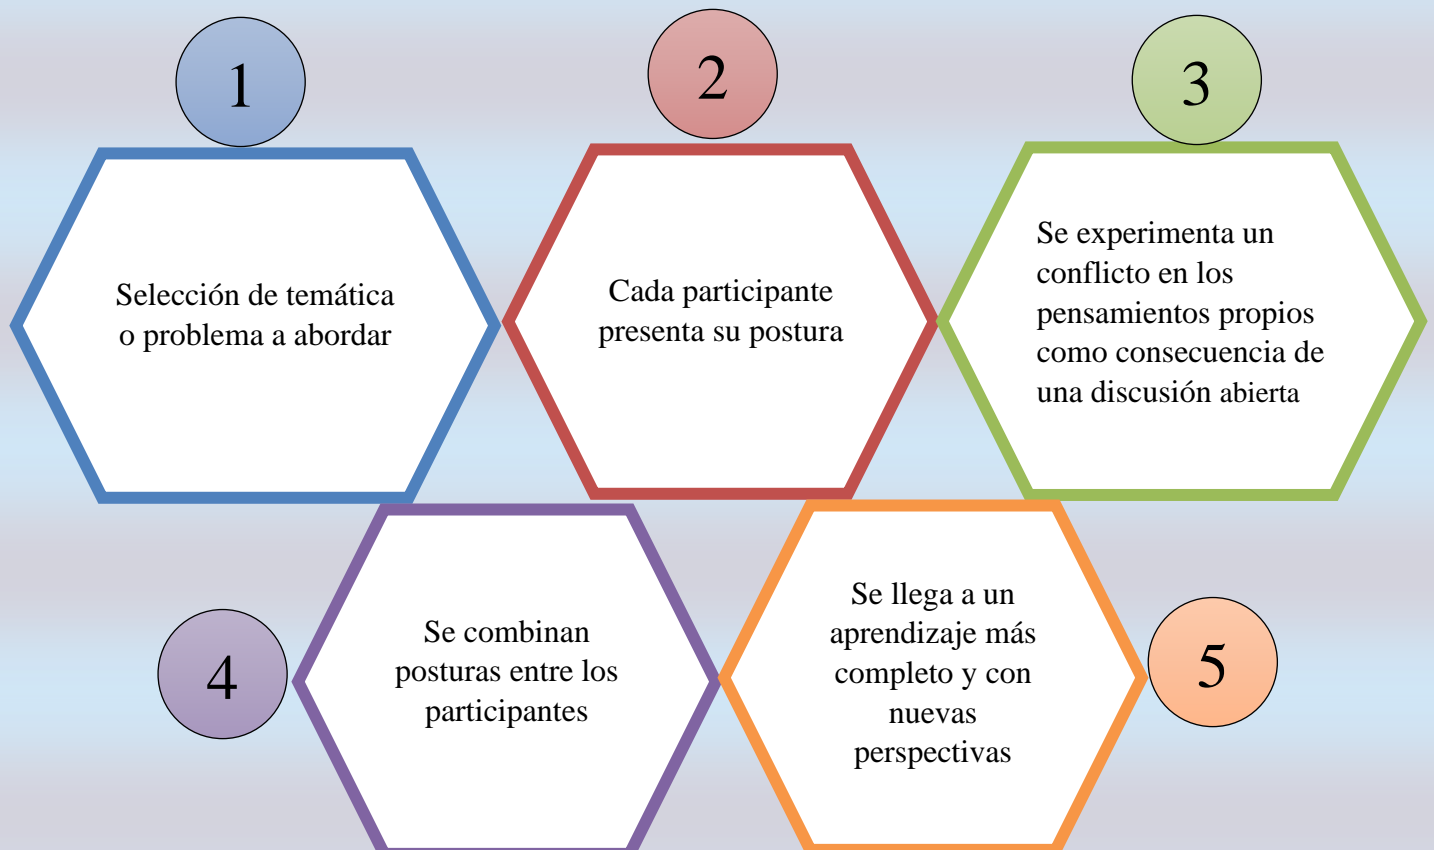 1
Selección de temática
o problema a abordar
2
Cada participante
presenta su postura
3
Se experimenta un
conflicto en los
pensamientos propios
como consecuencia de
una discusión abierta
4
Se combinan
posturas entre los
participantes
5
Se llega a un
aprendizaje más
completo y con
nuevas
perspectivas